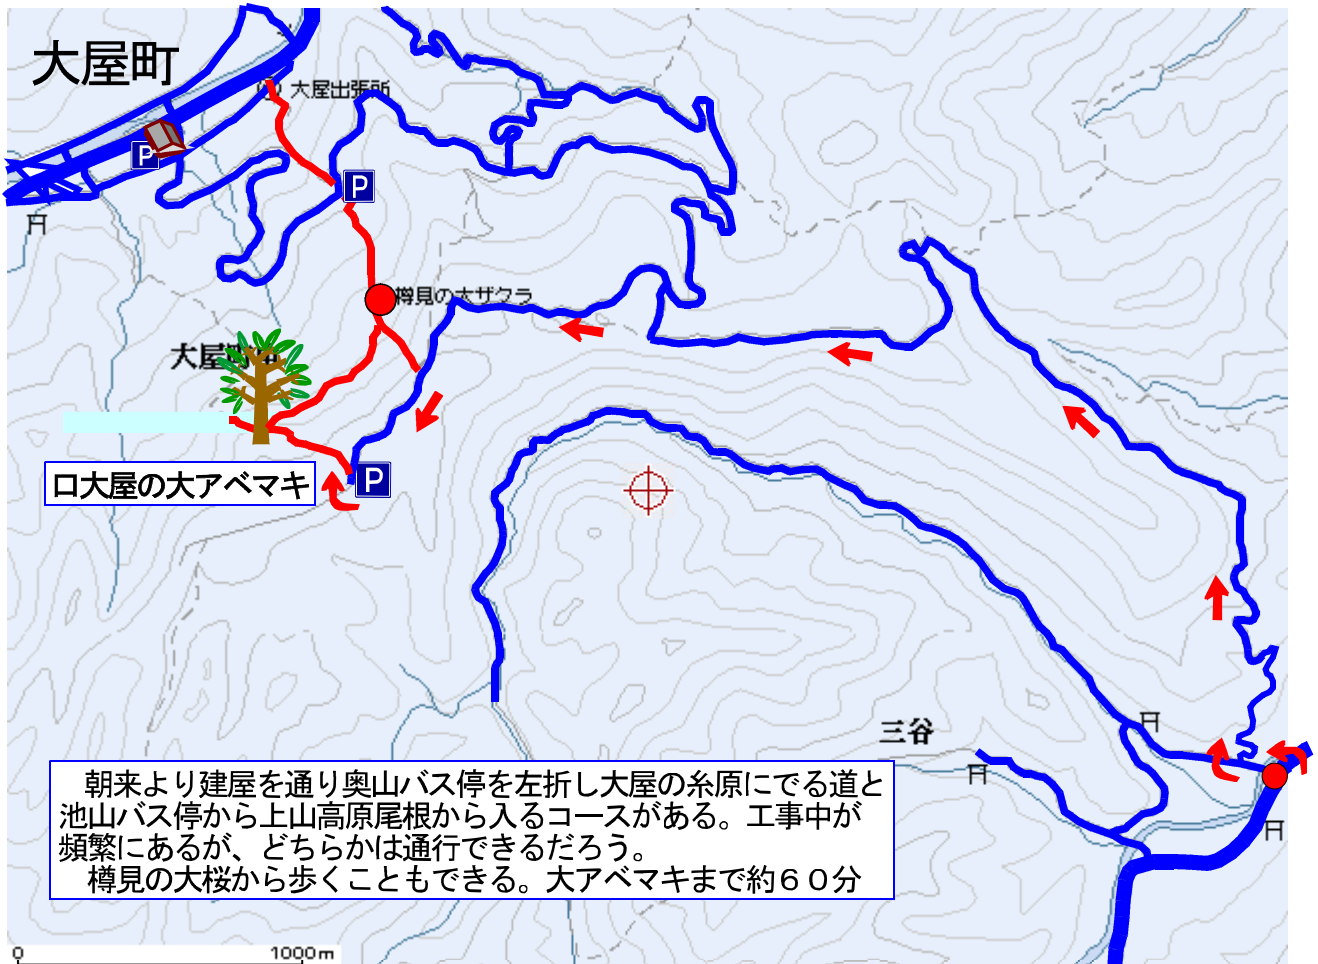 大屋町
大屋出張所
P
P
樽見の大ザクラ
大屋町
P
口大屋の大アベマキ
三谷
朝来より建屋を通り奥山バス停を左折し大屋の糸原にでる道と
池山バス停から上山高原尾根から入るコースがある。工事中が
頻繁にあるが、どちらかは通行できるだろう。
樽見の大桜から歩くこともできる。大アベマキまで約６０分
0 1000m